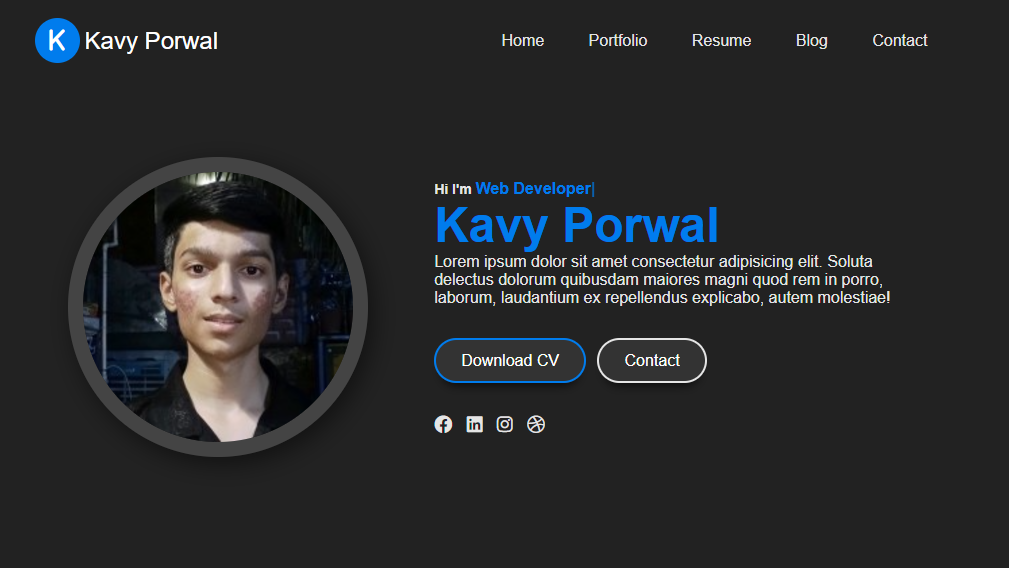 K Kavy Porwal
Home Portfolio Resume Blog Contact
Hi I'm Web Developer|
Kavy Porwal
Lorem ipsum dolor sit amet consectetur adipisicing elit. Soluta
delectus dolorum quibusdam maiores magni quod rem in porro,
laborum, laudantium ex repellendus explicabo, autem molestiae!
Download CV Contact